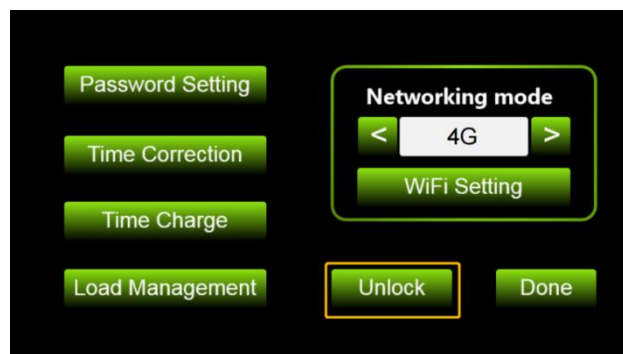 Password Setting
Time Correction
Time Charge
Load Management
Networking mode
< 4G >
WiFi Setting
Unlock
Done